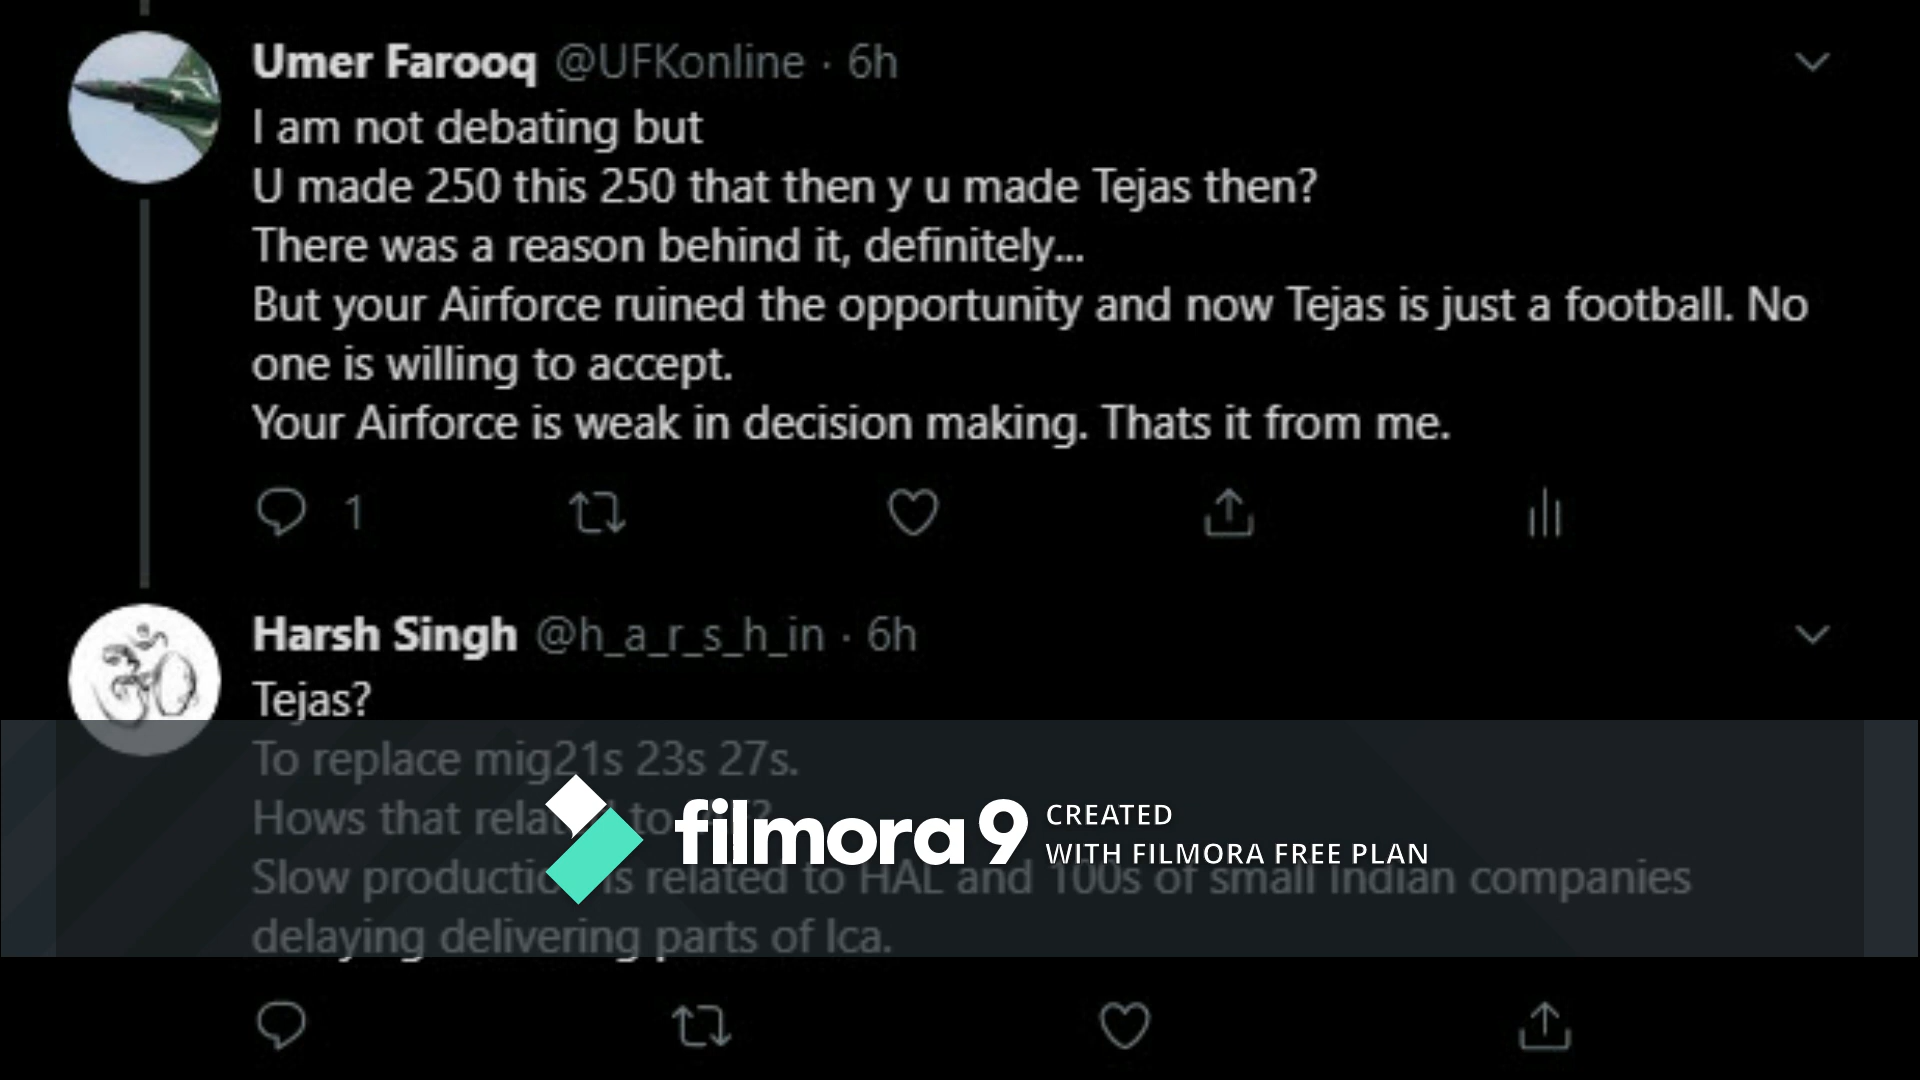 Umer Farooq @UFKonline · 6h
I am not debating but
U made 250 this 250 that then y u made Tejas then?
There was a reason behind it, definitely...
But your Airforce ruined the opportunity and now Tejas is just a football. No
one is willing to accept.
Your Airforce is weak in decision making. Thats it from me.
1
Harsh Singh @h_a_r_s_h_in · 6h
Tejas?
To replace mig21s 23s 27s.
Hows that to
filmora9 CREATED
WITH FILMORA FREE PLAN
Slow is related to HAL and 100s of small Indian companies
delaying delivering parts of lca.